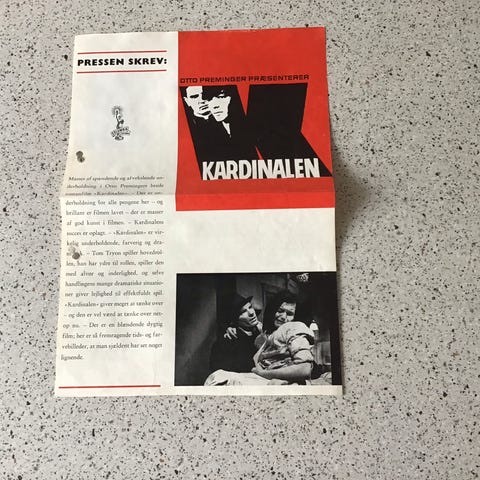 PRESSEN SKREV:
Masser af spændende og afvekslende un-
derholdning i Otto Premingers brede
romanfilm »Kardinalen«. – Det er un-
derholdning for alle pengene her – og
brillant er filmen lavet – der er masser
af god kunst i filmen. – Kardinalens
succes er oplagt. – »Kardinalen« er vir-
kelig underholdende, farverig og dra-
– Tom Tryon spiller hovedrol-
len, han har ydre til rollen, spiller den
med alvor og inderlighed, og selve
handlingens mange dramatiske situatio-
ner giver lejlighed til effektfuldt spil.
»Kardinalen« giver meget at tænke over
– og den er vel værd at tænke over net-
op nu. – Det er en blændende dygtig
film; her er så fremragende tids- og far-
vebilleder, at man sjældent har set noget
lignende.
OTTO PREMINGER PRÆSENTERER
KARDINALEN